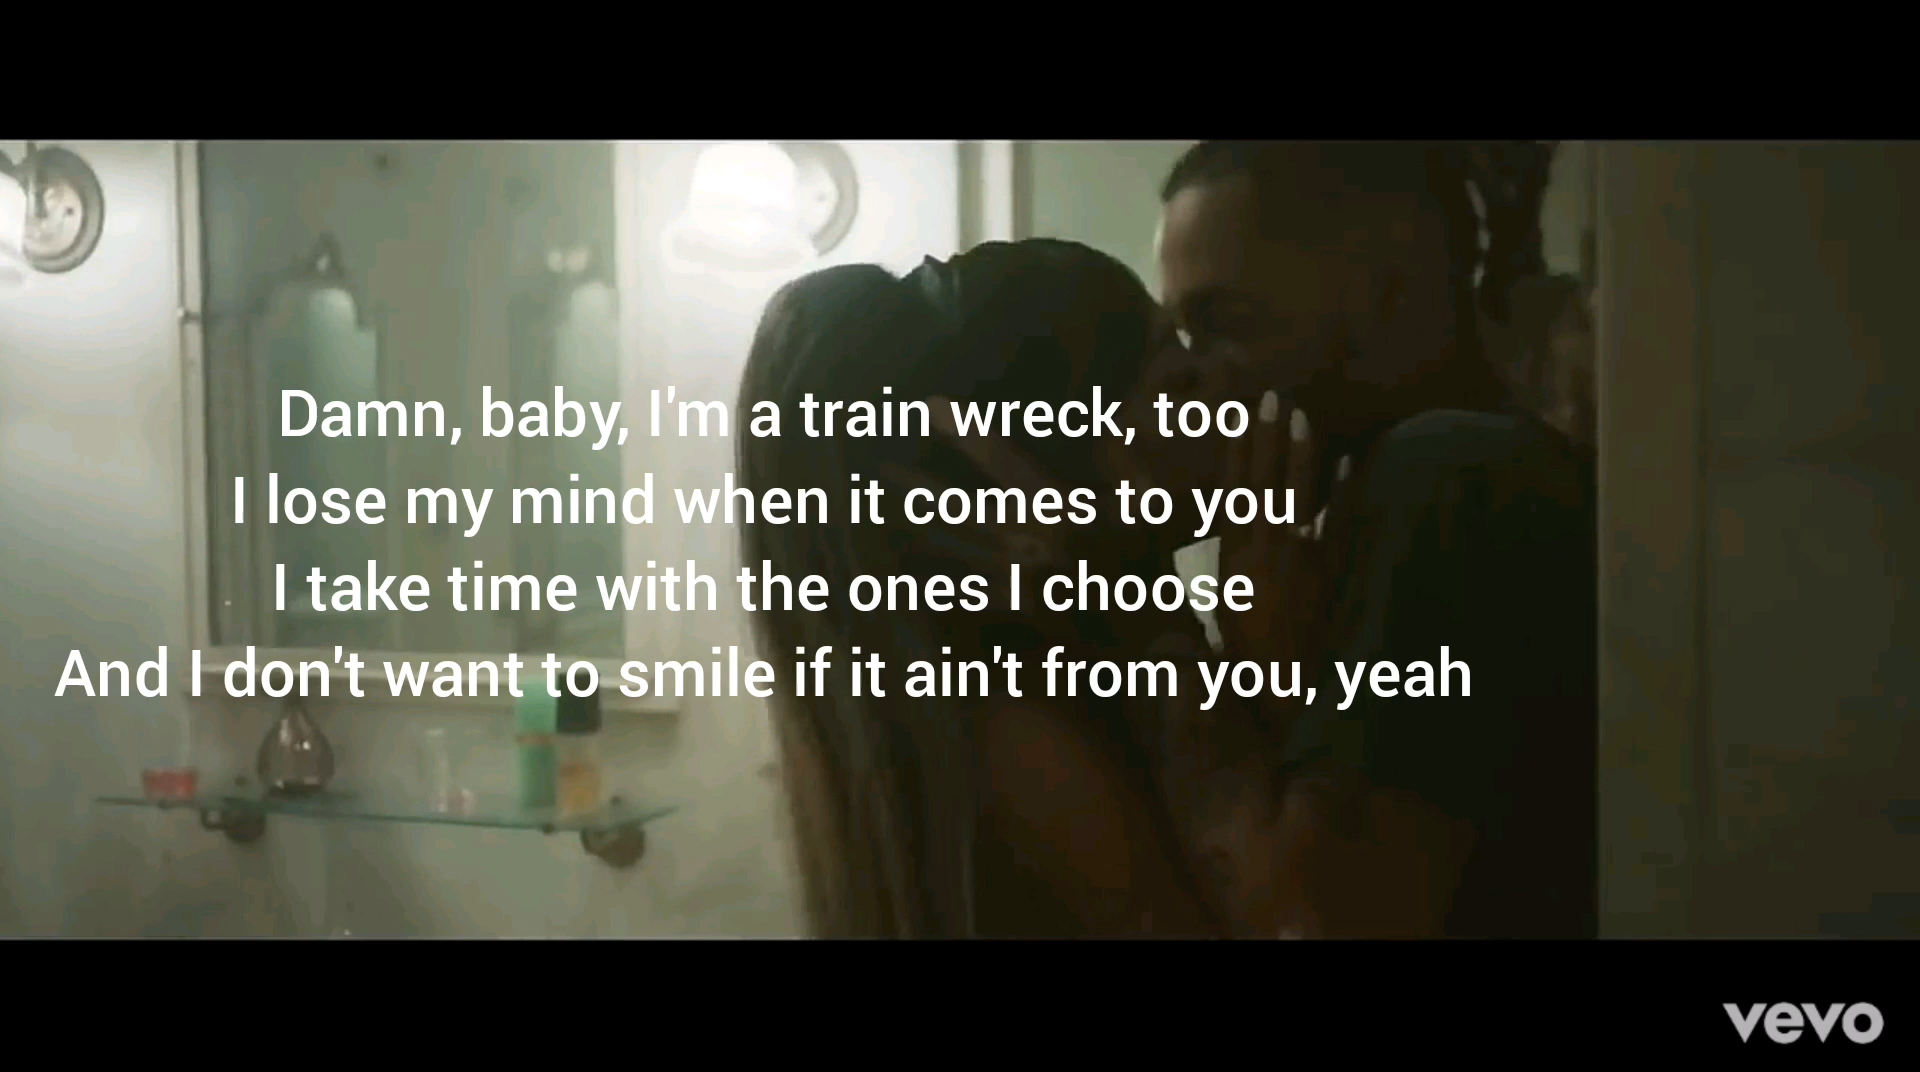 Damn, baby, I'm a train wreck, too
I lose my mind when it comes to you
I take time with the ones I choose
And I don't want to smile if it ain't from you, yeah
vevo